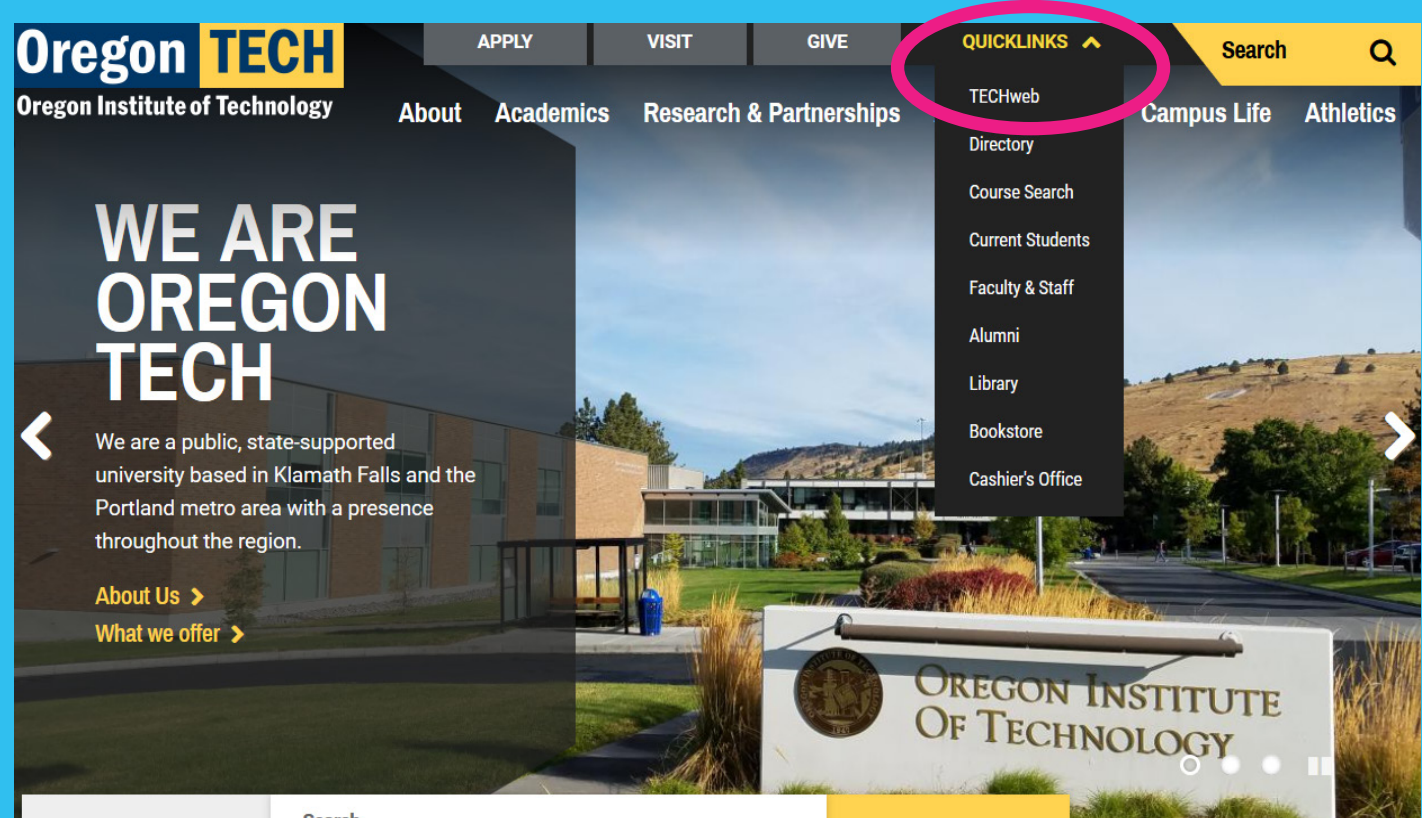 Oregon TECH
Oregon Institute of Technology
APPLY
VISIT
GIVE
QUICKLINKS
Search
About
Academics
Research & Partnerships
Campus Life
Athletics
TECHweb
Directory
Course Search
Current Students
Faculty & Staff
Alumni
Library
Bookstore
Cashier's Office
WE ARE
OREGON
TECH
We are a public, state-supported
university based in Klamath Falls and the
Portland metro area with a presence
throughout the region.
About Us
What we offer
OREGON INSTITUTE
OF TECHNOLOGY
Search